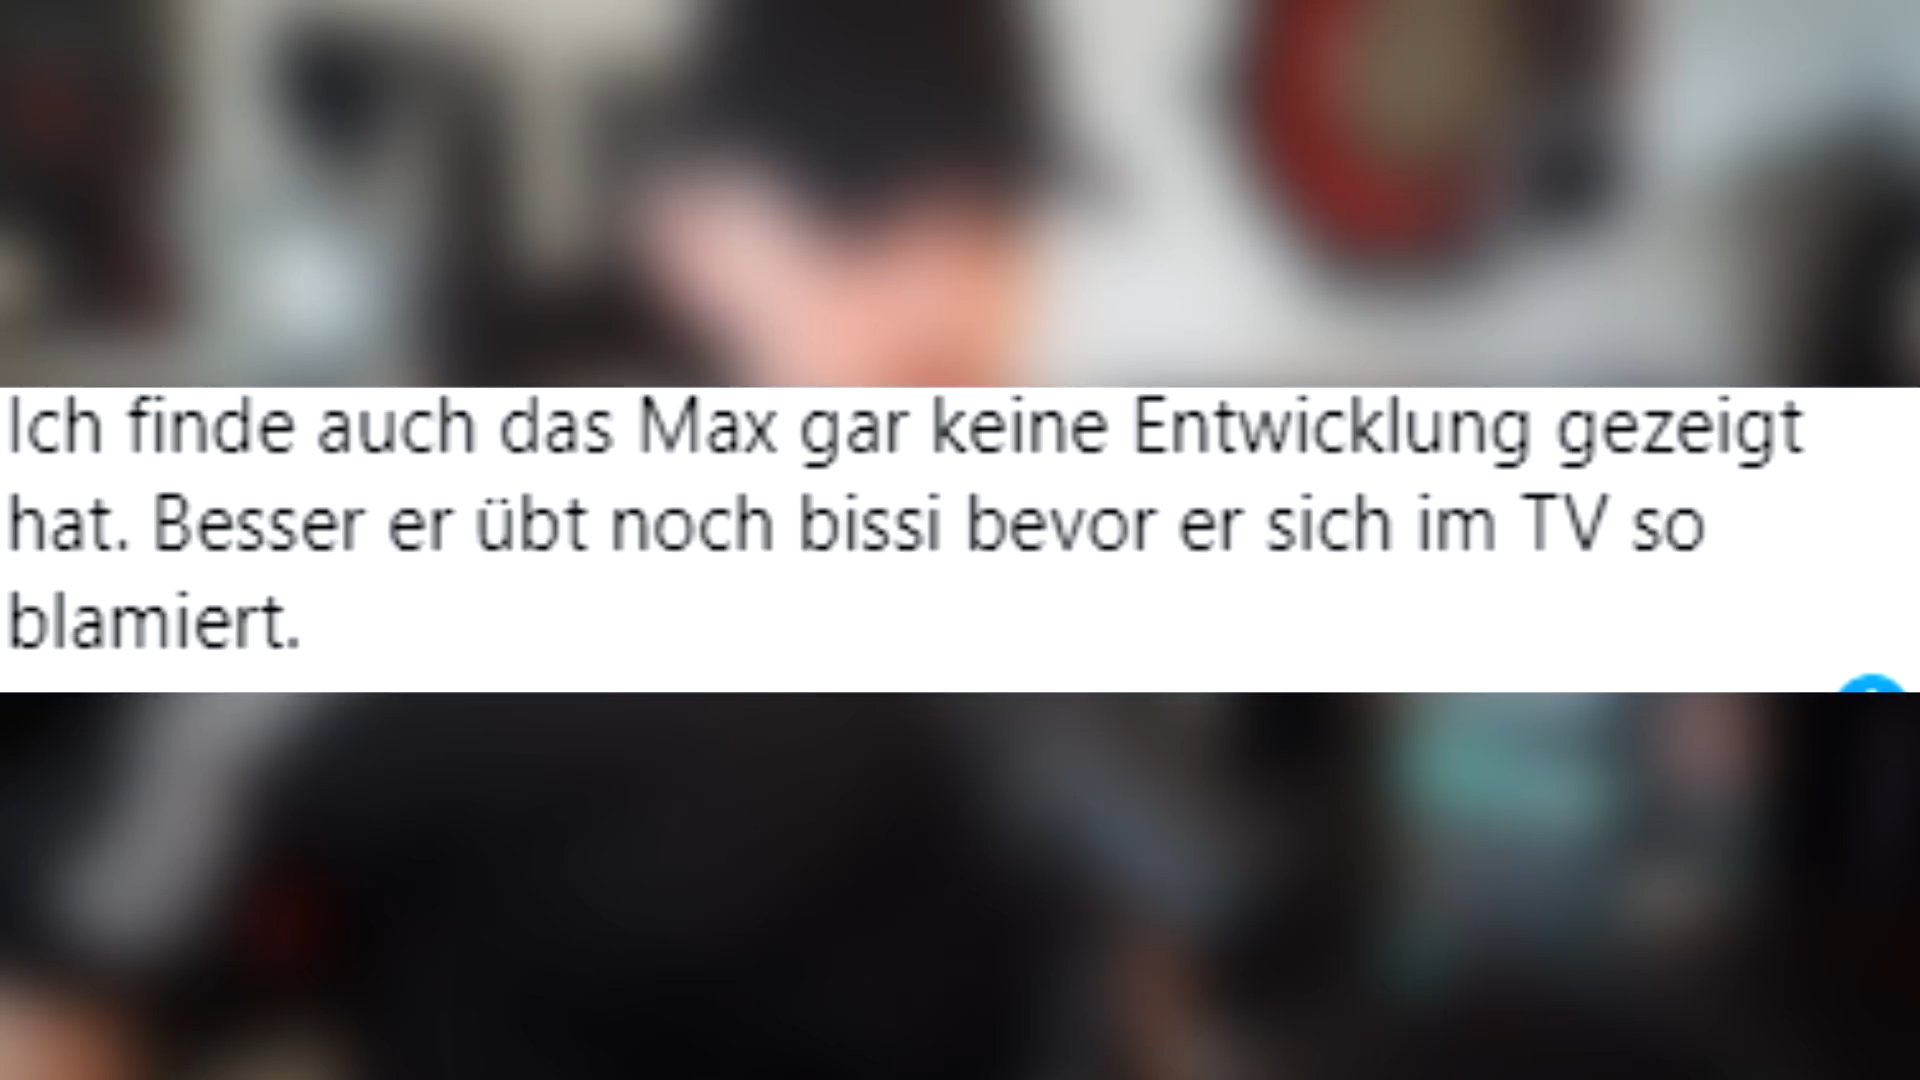 Ich finde auch das Max gar keine Entwicklung gezeigt
hat. Besser er übt noch bissi bevor er sich im TV so
blamiert.